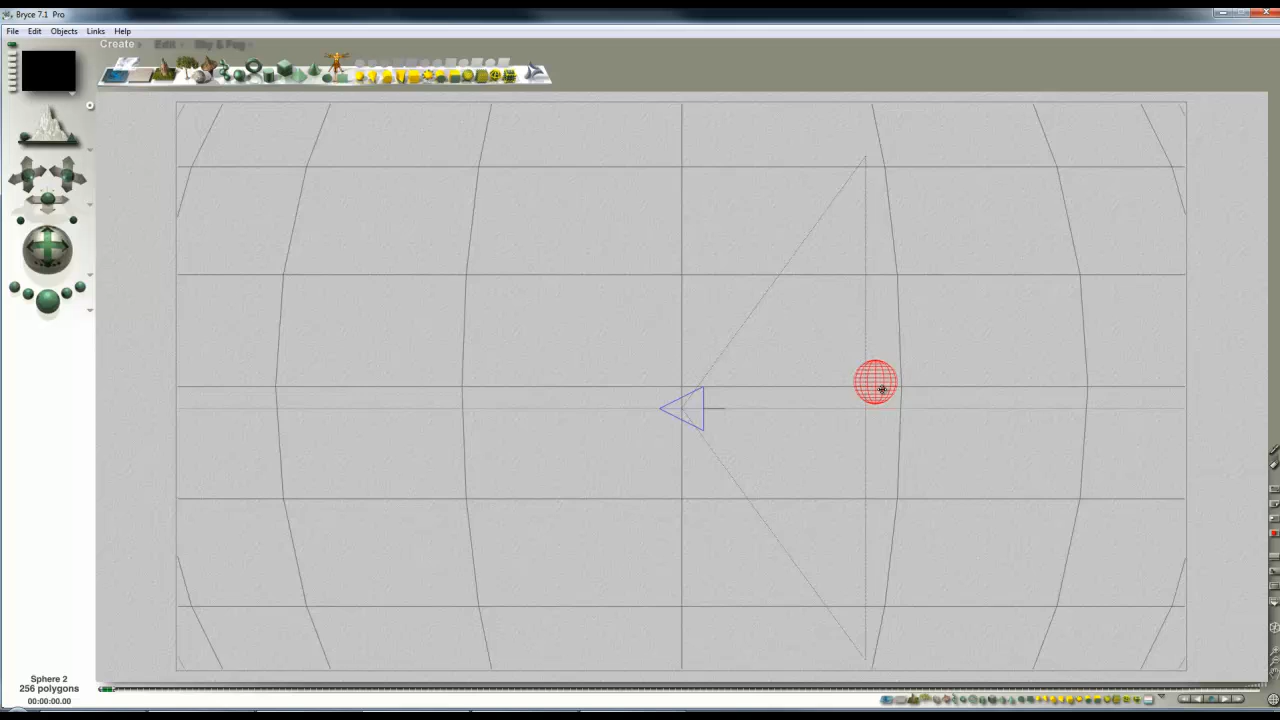 Bryce 7.1 Pro
File Edit Objects Links Help
Create Edit Sky & Fog
Sphere 2
256 polygons
00:00:00.00